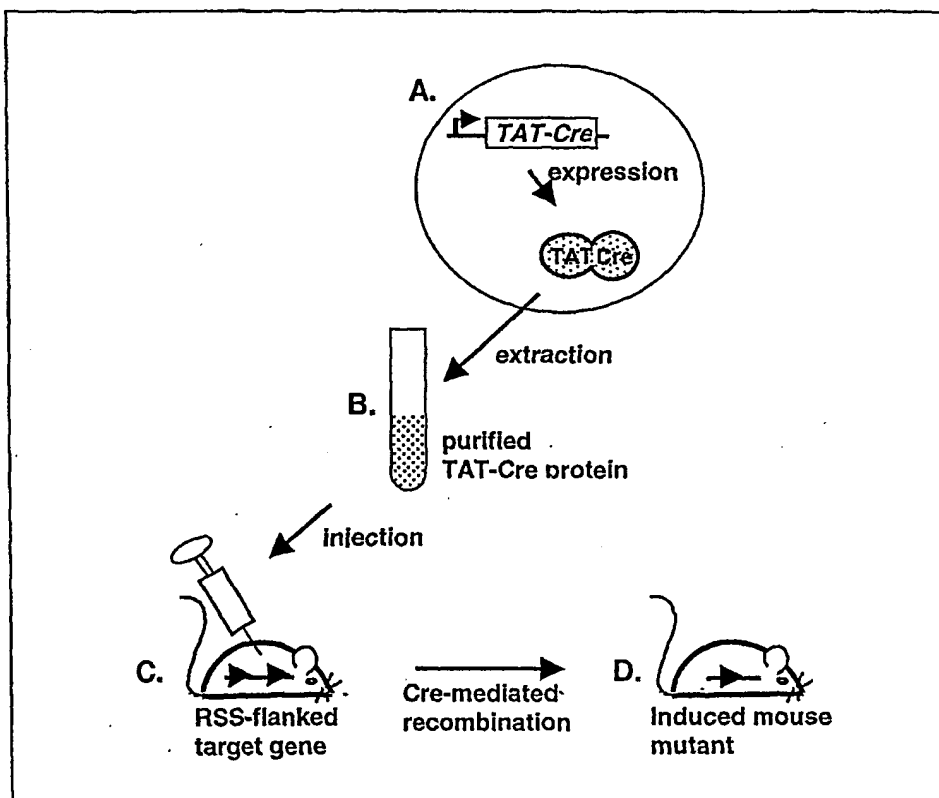 A.
TAT-Cre
expression
TAT Cre
extraction
B.
purified
TAT-Cre protein
injection
C.
RSS-flanked
target gene
Cre-mediated
recombination
D.
Induced mouse
mutant